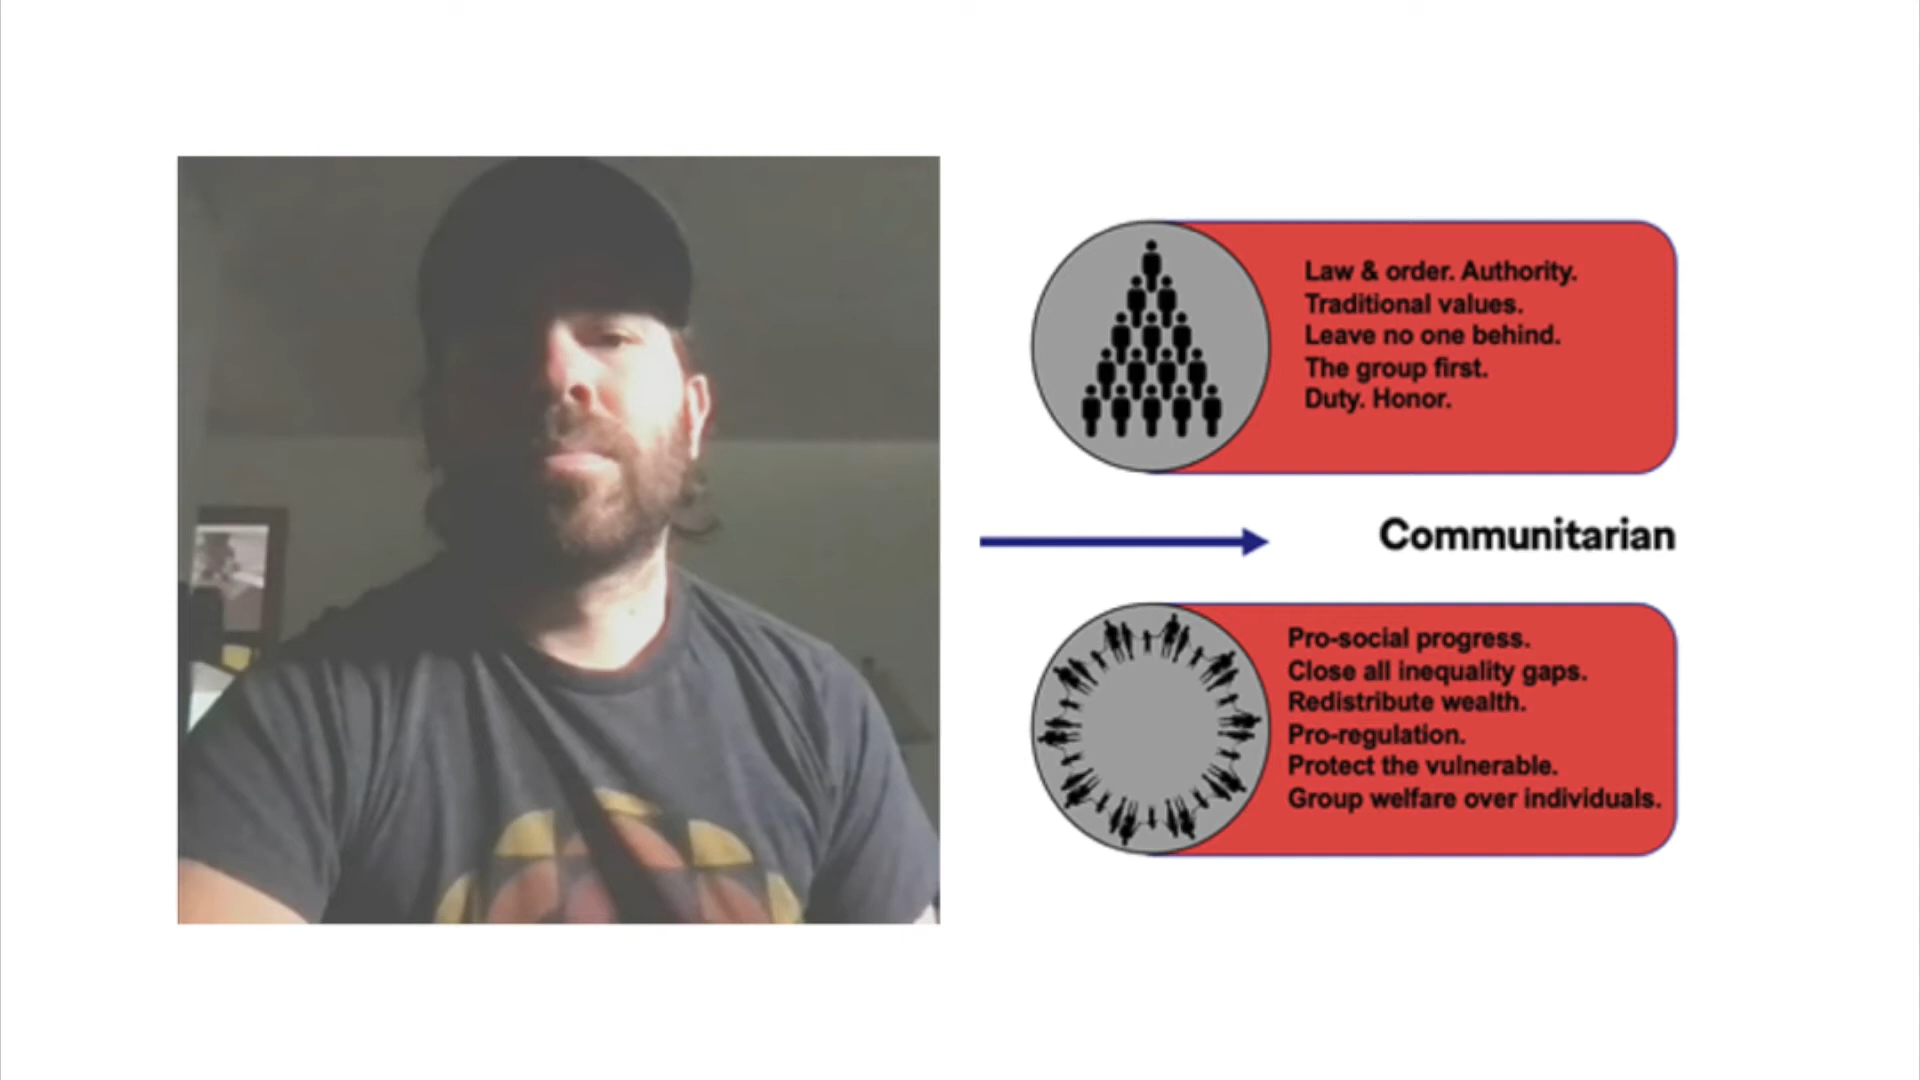 Law & order. Authority.
Traditional values.
Leave no one behind.
The group first.
Duty. Honor.
Communitarian
Pro-social progress.
Close all inequality gaps.
Redistribute wealth.
Pro-regulation.
Protect the vulnerable.
Group welfare over individuals.